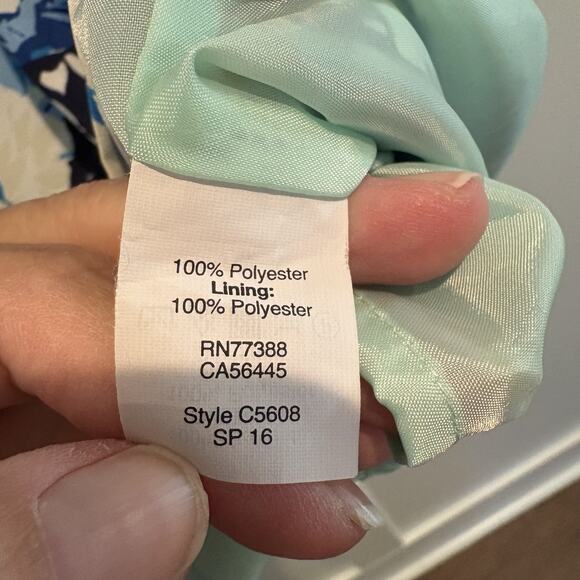 100% Polyester
Lining:
100% Polyester
RN77388
CA56445
Style C5608
SP 16